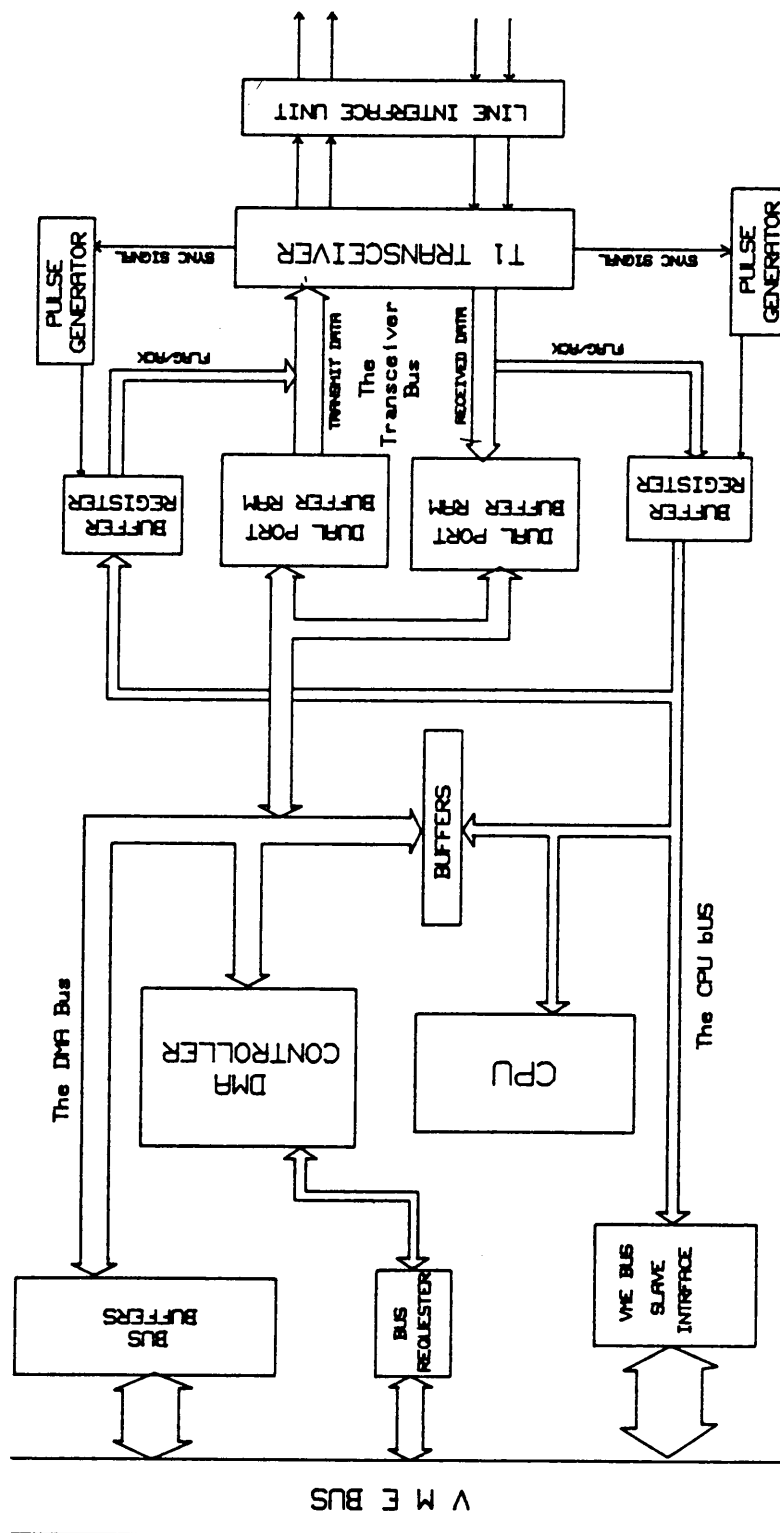 LINE INTERFACE UNIT
T1 TRANSCEIVER
SYNC SIGNAL
SYNC SIGNAL
PULSE
GENERATOR
PULSE
GENERATOR
FLAG/ACK
TRANSMIT DATA
The
Transceiver
Bus
RECEIVED DATA
FLAG/ACK
BUFFER
REGISTER
DUAL PORT
BUFFER RAM
DUAL PORT
BUFFER RAM
BUFFER
REGISTER
BUFFERS
The DMA Bus
DMA
CONTROLLER
CPU
The CPU bUS
BUS
BUFFERS
BUS
REQUESTER
VME BUS
SLAVE
INTRFACE
V M E BUS